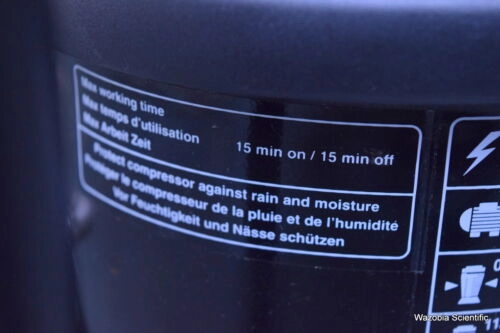 Max working time
Max temps d'utilisation
Max Arbeit Zeit
15 min on / 15 min off
Protect compressor against rain and moisture
Protéger le compresseur de la pluie et de l'humidité
Vor Feuchtigkeit und Nässe schützen
Wazobia Scientific